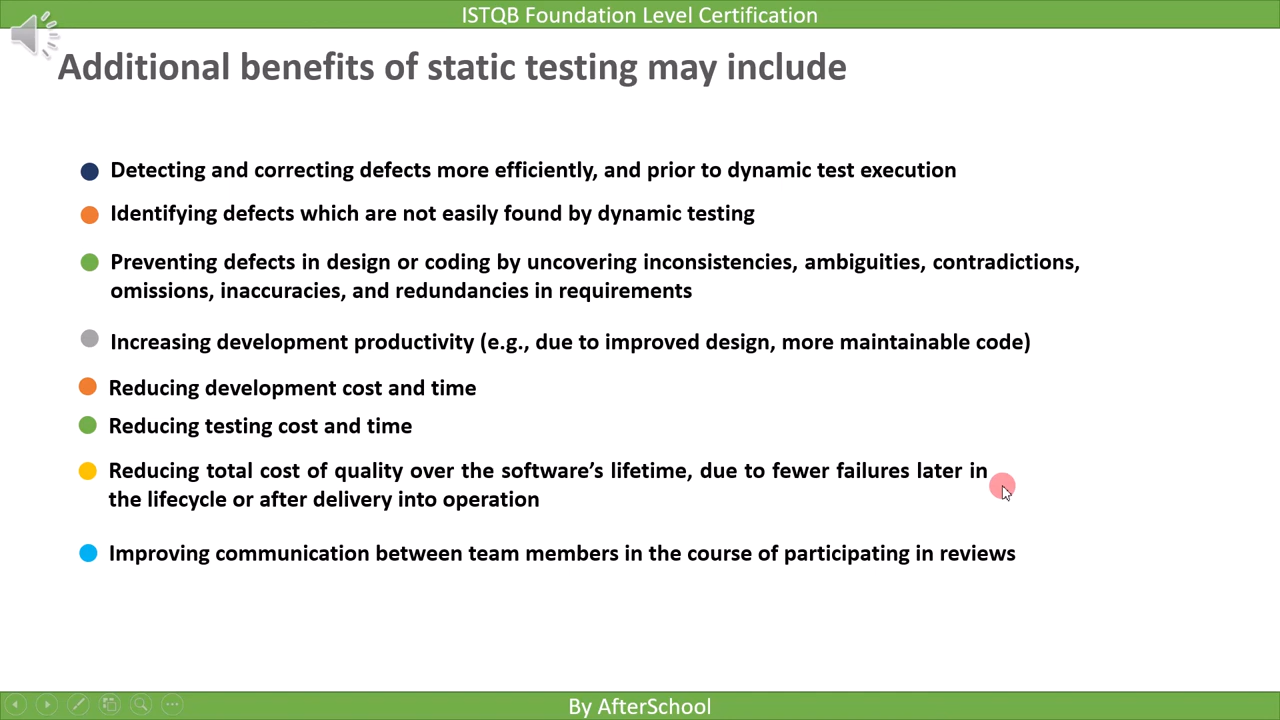 ISTQB Foundation Level Certification
Additional benefits of static testing may include
Detecting and correcting defects more efficiently, and prior to dynamic test execution
Identifying defects which are not easily found by dynamic testing
Preventing defects in design or coding by uncovering inconsistencies, ambiguities, contradictions,
omissions, inaccuracies, and redundancies in requirements
Increasing development productivity (e.g., due to improved design, more maintainable code)
Reducing development cost and time
Reducing testing cost and time
Reducing total cost of quality over the software’s lifetime, due to fewer failures later in
the lifecycle or after delivery into operation
Improving communication between team members in the course of participating in reviews
By AfterSchool